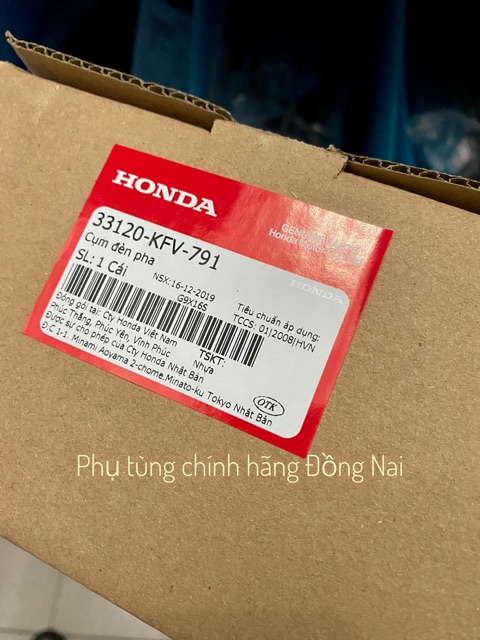 HONDA
GENUINE PARTS
HONDA
33120-KFV-791
Cụm đèn pha
SL: 1 Cái
NSX:16-12-2019
G9X16S
Tiêu chuẩn áp dụng:
TCCS: 01|2008|HVN
TSKT:
Nhựa
Đóng gói tại: Cty Honda Việt Nam
Phúc Thắng, Phúc Yên, Vĩnh Phúc
Được sự cho phép của Cty Honda Nhật Bản
Đ.C:1-1 Minami Aoyama 2-chome,Minato-ku Tokyo Nhật Bản
OTK
Phụ tùng chính hãng Đồng Nai